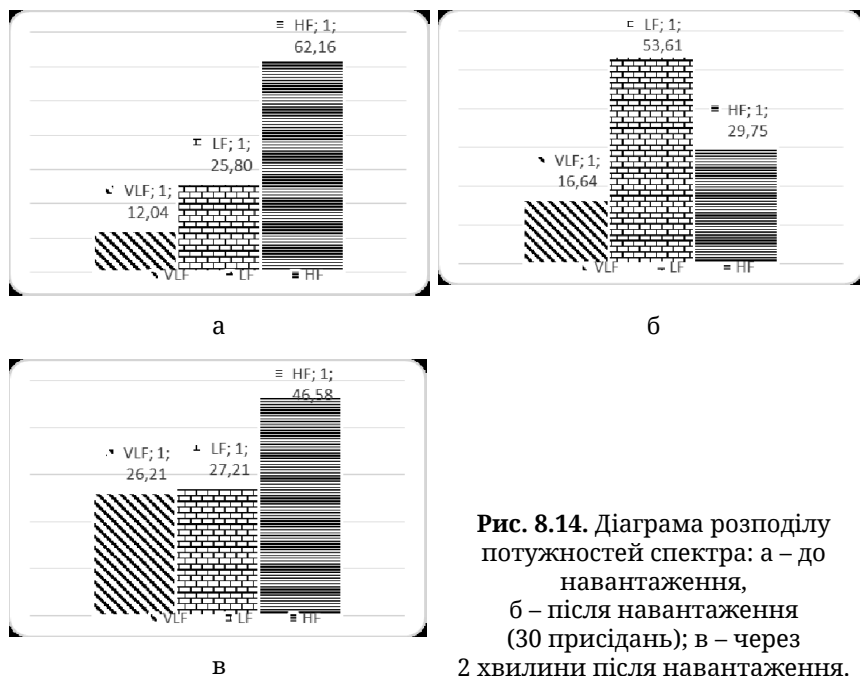 HF; 1;
62,16
LF; 1;
25,80
VLF; 1;
12,04
VLF LF HF
а
LF; 1;
53,61
HF; 1;
29,75
VLF; 1;
16,64
VLF LF HF
б
HF; 1;
46,58
VLF; 1;
26,21
LF; 1;
27,21
VLF LF HF
в
Рис. 8.14. Діаграма розподілу
потужностей спектра: а – до
навантаження,
б – після навантаження
(30 присідань); в – через
2 хвилини після навантаження.